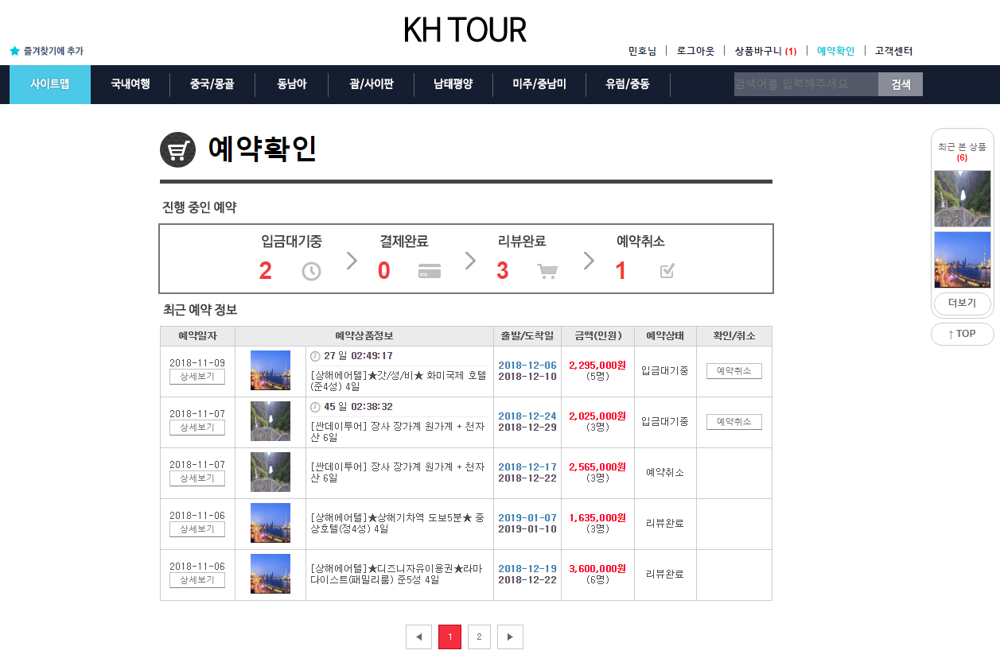 KH TOUR
즐겨찾기에 추가
민호님 로그아웃 상품바구니 (1) 예약확인 고객센터
사이트맵 국내여행 중국/몽골 동남아 괌/사이판 남태평양 미주/중남미 유럽/중동 검색어를 입력해주세요. 검색
예약확인
진행 중인 예약
입금대기중 결제완료 리뷰완료 예약취소
2 0 3 1
최근 예약 정보
예약일자 예약상품정보 출발/도착일 금액(인원) 예약상태 확인/취소
2018-11-09
상세보기
27 일 02:49:17
[상해에어텔]★갓/성/비★ 화미국제 호텔
(준4성) 4일
2018-12-06
2018-12-10
2,295,000원
(5명)
입금대기중
예약취소
2018-11-07
상세보기
45 일 02:38:32
[싼데이투어] 장사 장가계 원가계 + 천자
산 6일
2018-12-24
2018-12-29
2,025,000원
(3명)
입금대기중
예약취소
2018-11-07
상세보기
[싼데이투어] 장사 장가계 원가계 + 천자
산 6일
2018-12-17
2018-12-22
2,565,000원
(3명)
예약취소
2018-11-06
상세보기
[상해에어텔]★상해기차역 도보5분★ 중
상호텔(정4성) 4일
2019-01-07
2019-01-10
1,635,000원
(3명)
리뷰완료
2018-11-06
상세보기
[상해에어텔]★디즈니자유이용권★라마
다이스트(패밀리룸) 준5성 4일
2018-12-19
2018-12-22
3,600,000원
(6명)
리뷰완료
◀ 1 2 ▶
최근 본 상품
(6)
더보기
↑ TOP